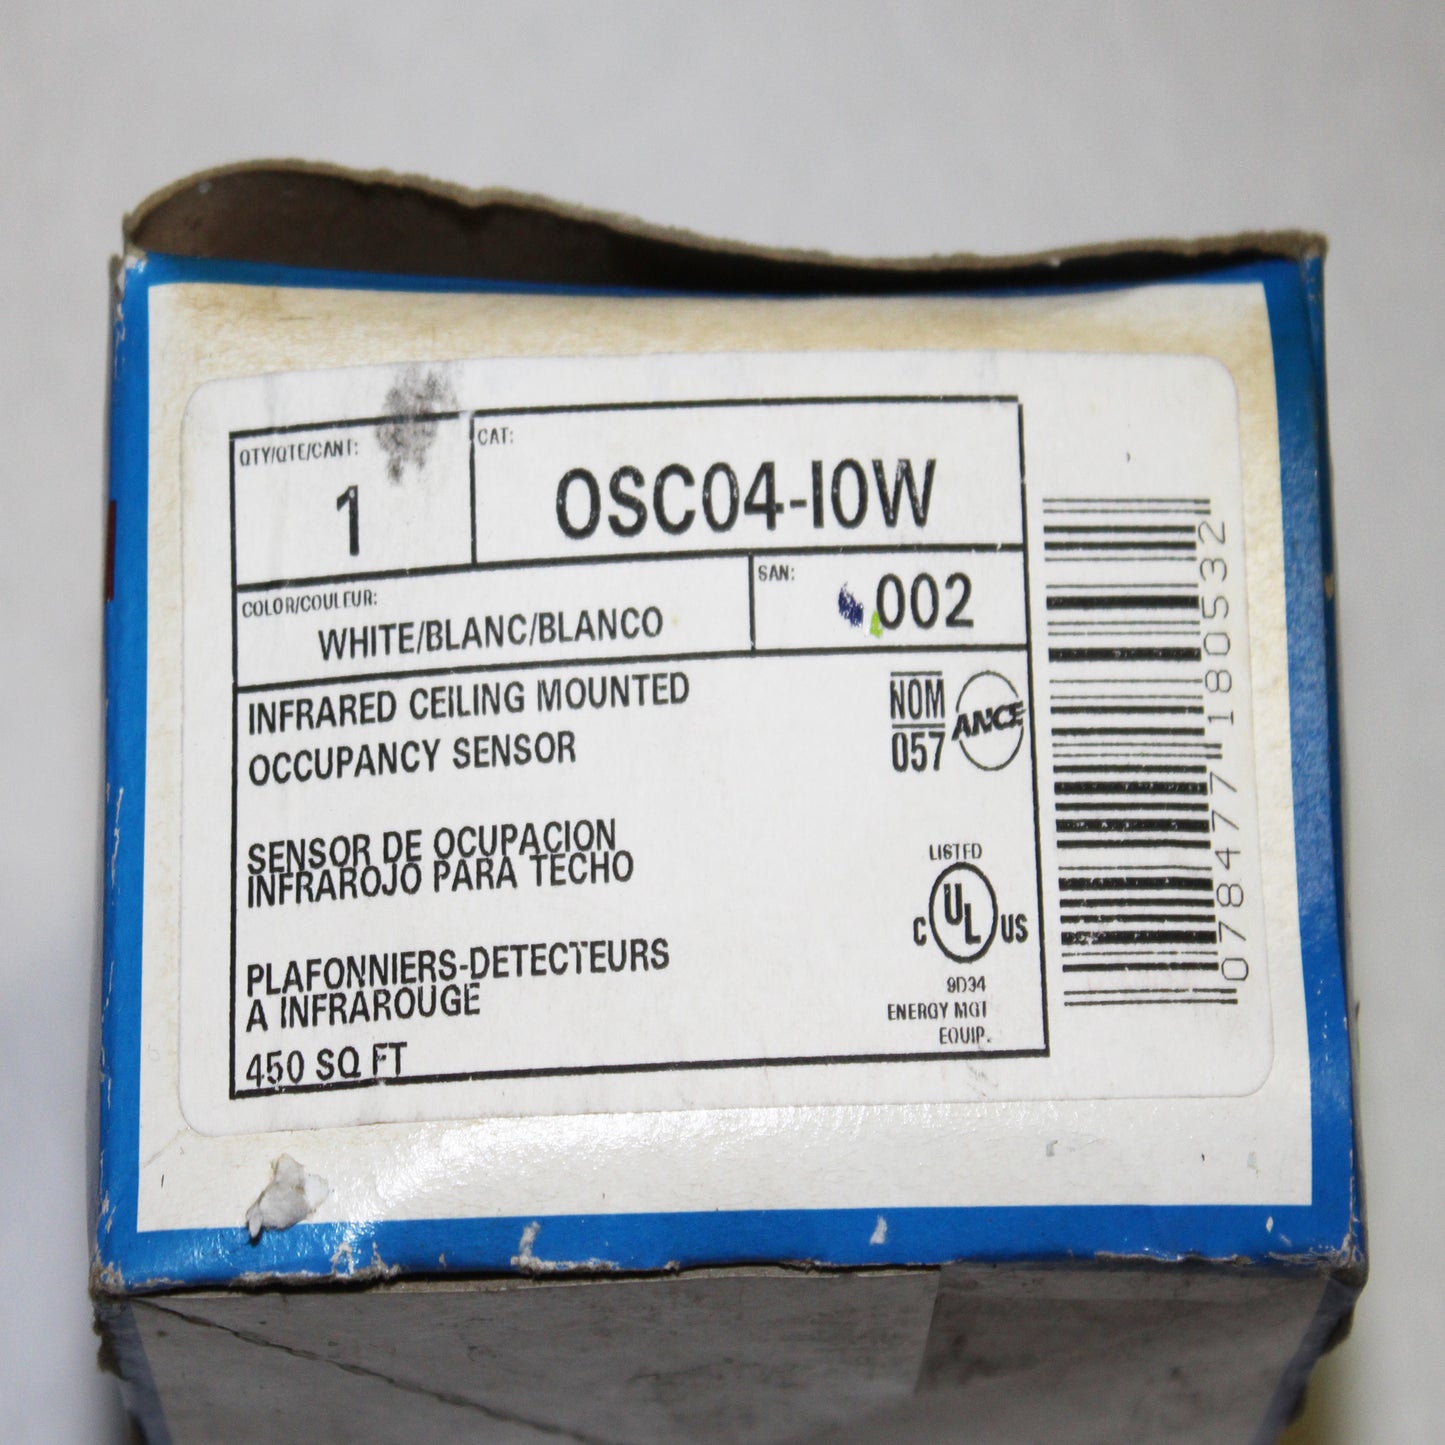 QTY/QTE/CANT:
1
CAT:
OSC04-I0W
COLOR/COULEUR:
WHITE/BLANC/BLANCO
SAN:
002
INFRARED CEILING MOUNTED
OCCUPANCY SENSOR
SENSOR DE OCUPACION
INFRAROJO PARA TECHO
PLAFONNIERS-DETECTEURS
A INFRAROUGE
450 SQ FT
NOM
057
ANCE
LISTED
C UL US
9D34
ENERGY MGT
EQUIP.
078477180532